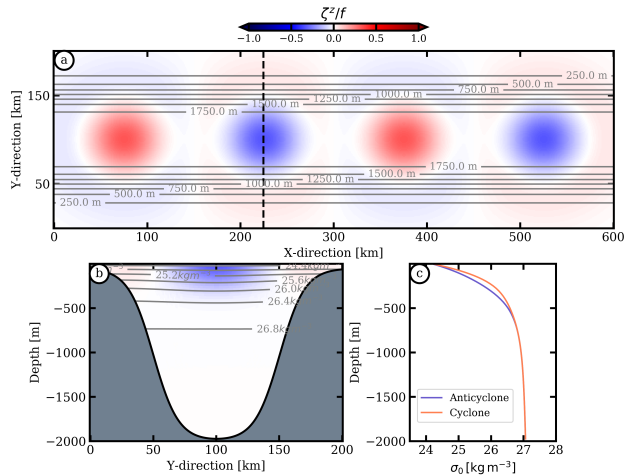 ζᶻ/f
−1.0 −0.5 0.0 0.5 1.0
a
Y-direction [km]
150
50
250.0 m
500.0 m
750.0 m
1000.0 m
1250.0 m
1500.0 m
1750.0 m
1750.0 m
1500.0 m
1250.0 m
1000.0 m
750.0 m
500.0 m
250.0 m
0 100 200 300 400 500 600
X-direction [km]
b
Depth [m]
−500
−1000
−1500
−2000
25.2kgm
25.6kg
26.0kg
26.4k
26.8k
0 50 100 150 200
Y-direction [km]
c
Depth [m]
−500
−1000
−1500
−2000
Anticyclone
Cyclone
24 25 26 27 28
σ₀ [kg m⁻³]